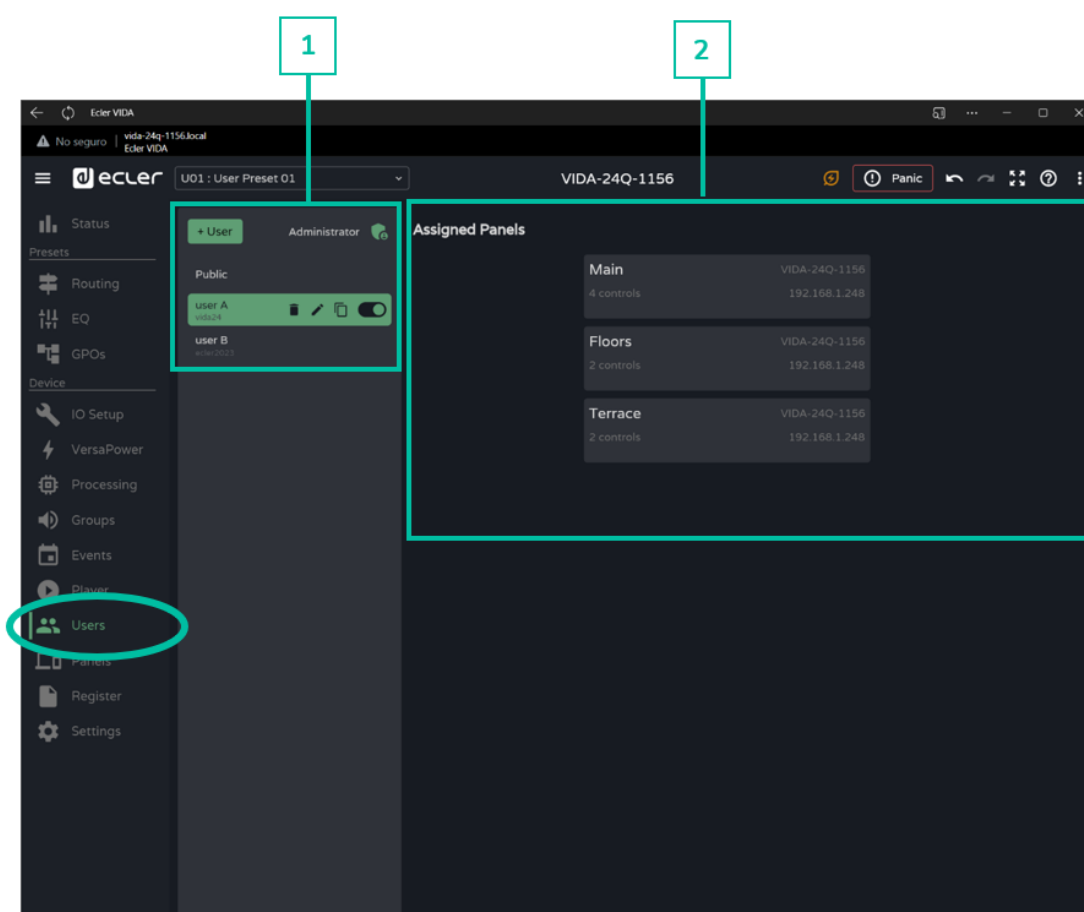 1
2
Ecler VIDA
No seguro | vida-24q-1156.local
Ecler VIDA
ecler
U01 : User Preset 01
VIDA-24Q-1156
Panic
Status
Presets
Routing
EQ
GPOs
Device
IO Setup
VersaPower
Processing
Groups
Events
Player
Users
Panels
Register
Settings
+ User
Administrator
Public
user A
vida24
user B
ecler2023
Assigned Panels
Main VIDA-24Q-1156
4 controls 192.168.1.248
Floors VIDA-24Q-1156
2 controls 192.168.1.248
Terrace VIDA-24Q-1156
2 controls 192.168.1.248